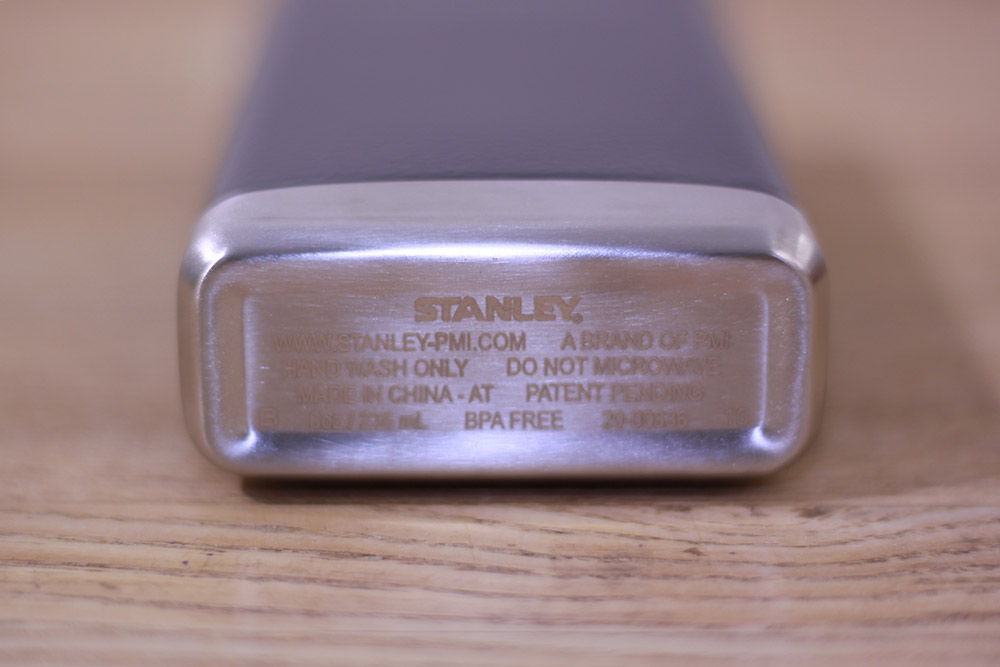 STANLEY®
WWW.STANLEY-PMI.COM A BRAND OF PMI
HAND WASH ONLY DO NOT MICROWAVE
MADE IN CHINA - AT PATENT PENDING
mL BPA FREE